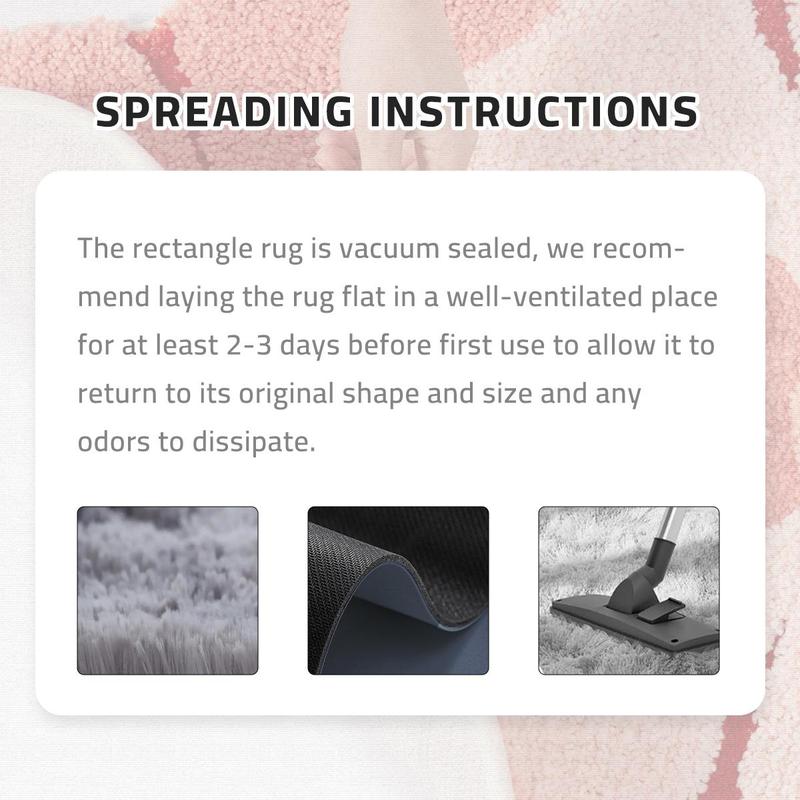 SPREADING INSTRUCTIONS
The rectangle rug is vacuum sealed, we recom-
mend laying the rug flat in a well-ventilated place
for at least 2-3 days before first use to allow it to
return to its original shape and size and any
odors to dissipate.